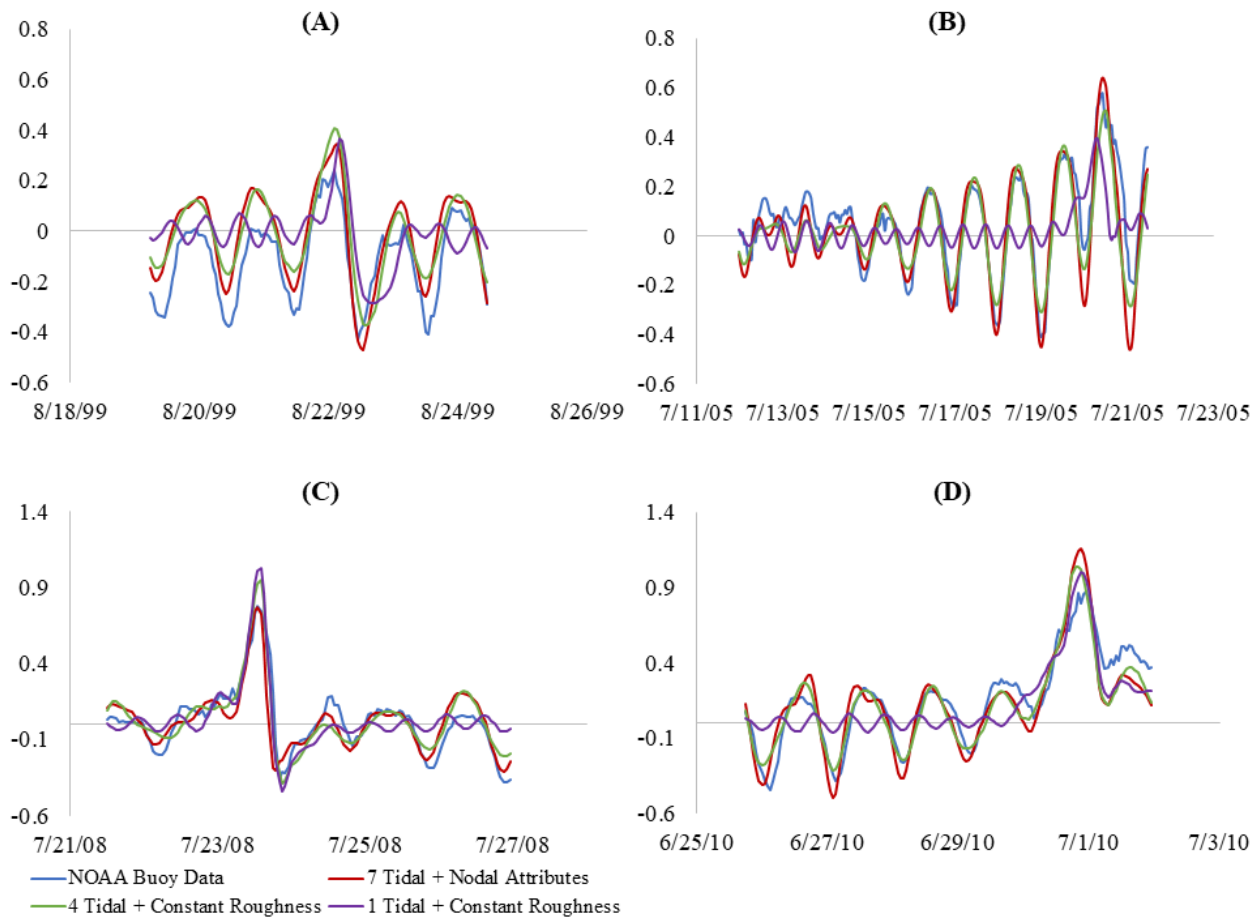 (A)
0.8
0.6
0.4
0.2
0
-0.2
-0.4
-0.6
8/18/99 8/20/99 8/22/99 8/24/99 8/26/99
(B)
0.8
0.6
0.4
0.2
0
-0.2
-0.4
-0.6
7/11/05 7/13/05 7/15/05 7/17/05 7/19/05 7/21/05 7/23/05
(C)
1.4
0.9
0.4
-0.1
-0.6
7/21/08 7/23/08 7/25/08 7/27/08
(D)
1.4
0.9
0.4
-0.1
-0.6
6/25/10 6/27/10 6/29/10 7/1/10 7/3/10
NOAA Buoy Data 7 Tidal + Nodal Attributes
4 Tidal + Constant Roughness 1 Tidal + Constant Roughness